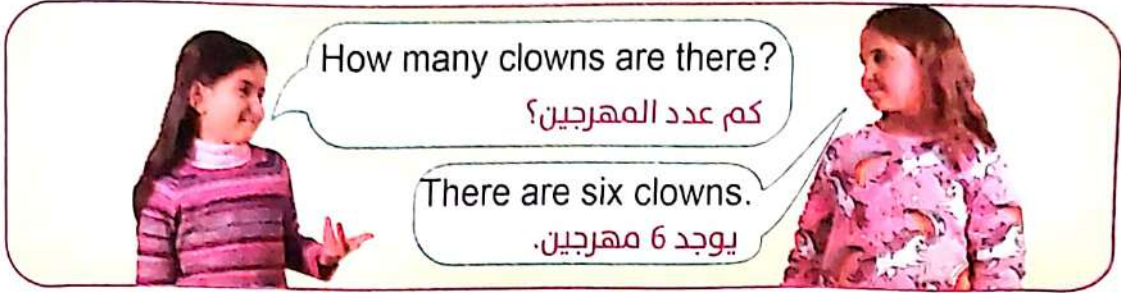 How many clowns are there?
كم عدد المهرجين؟
There are six clowns.
يوجد 6 مهرجين.